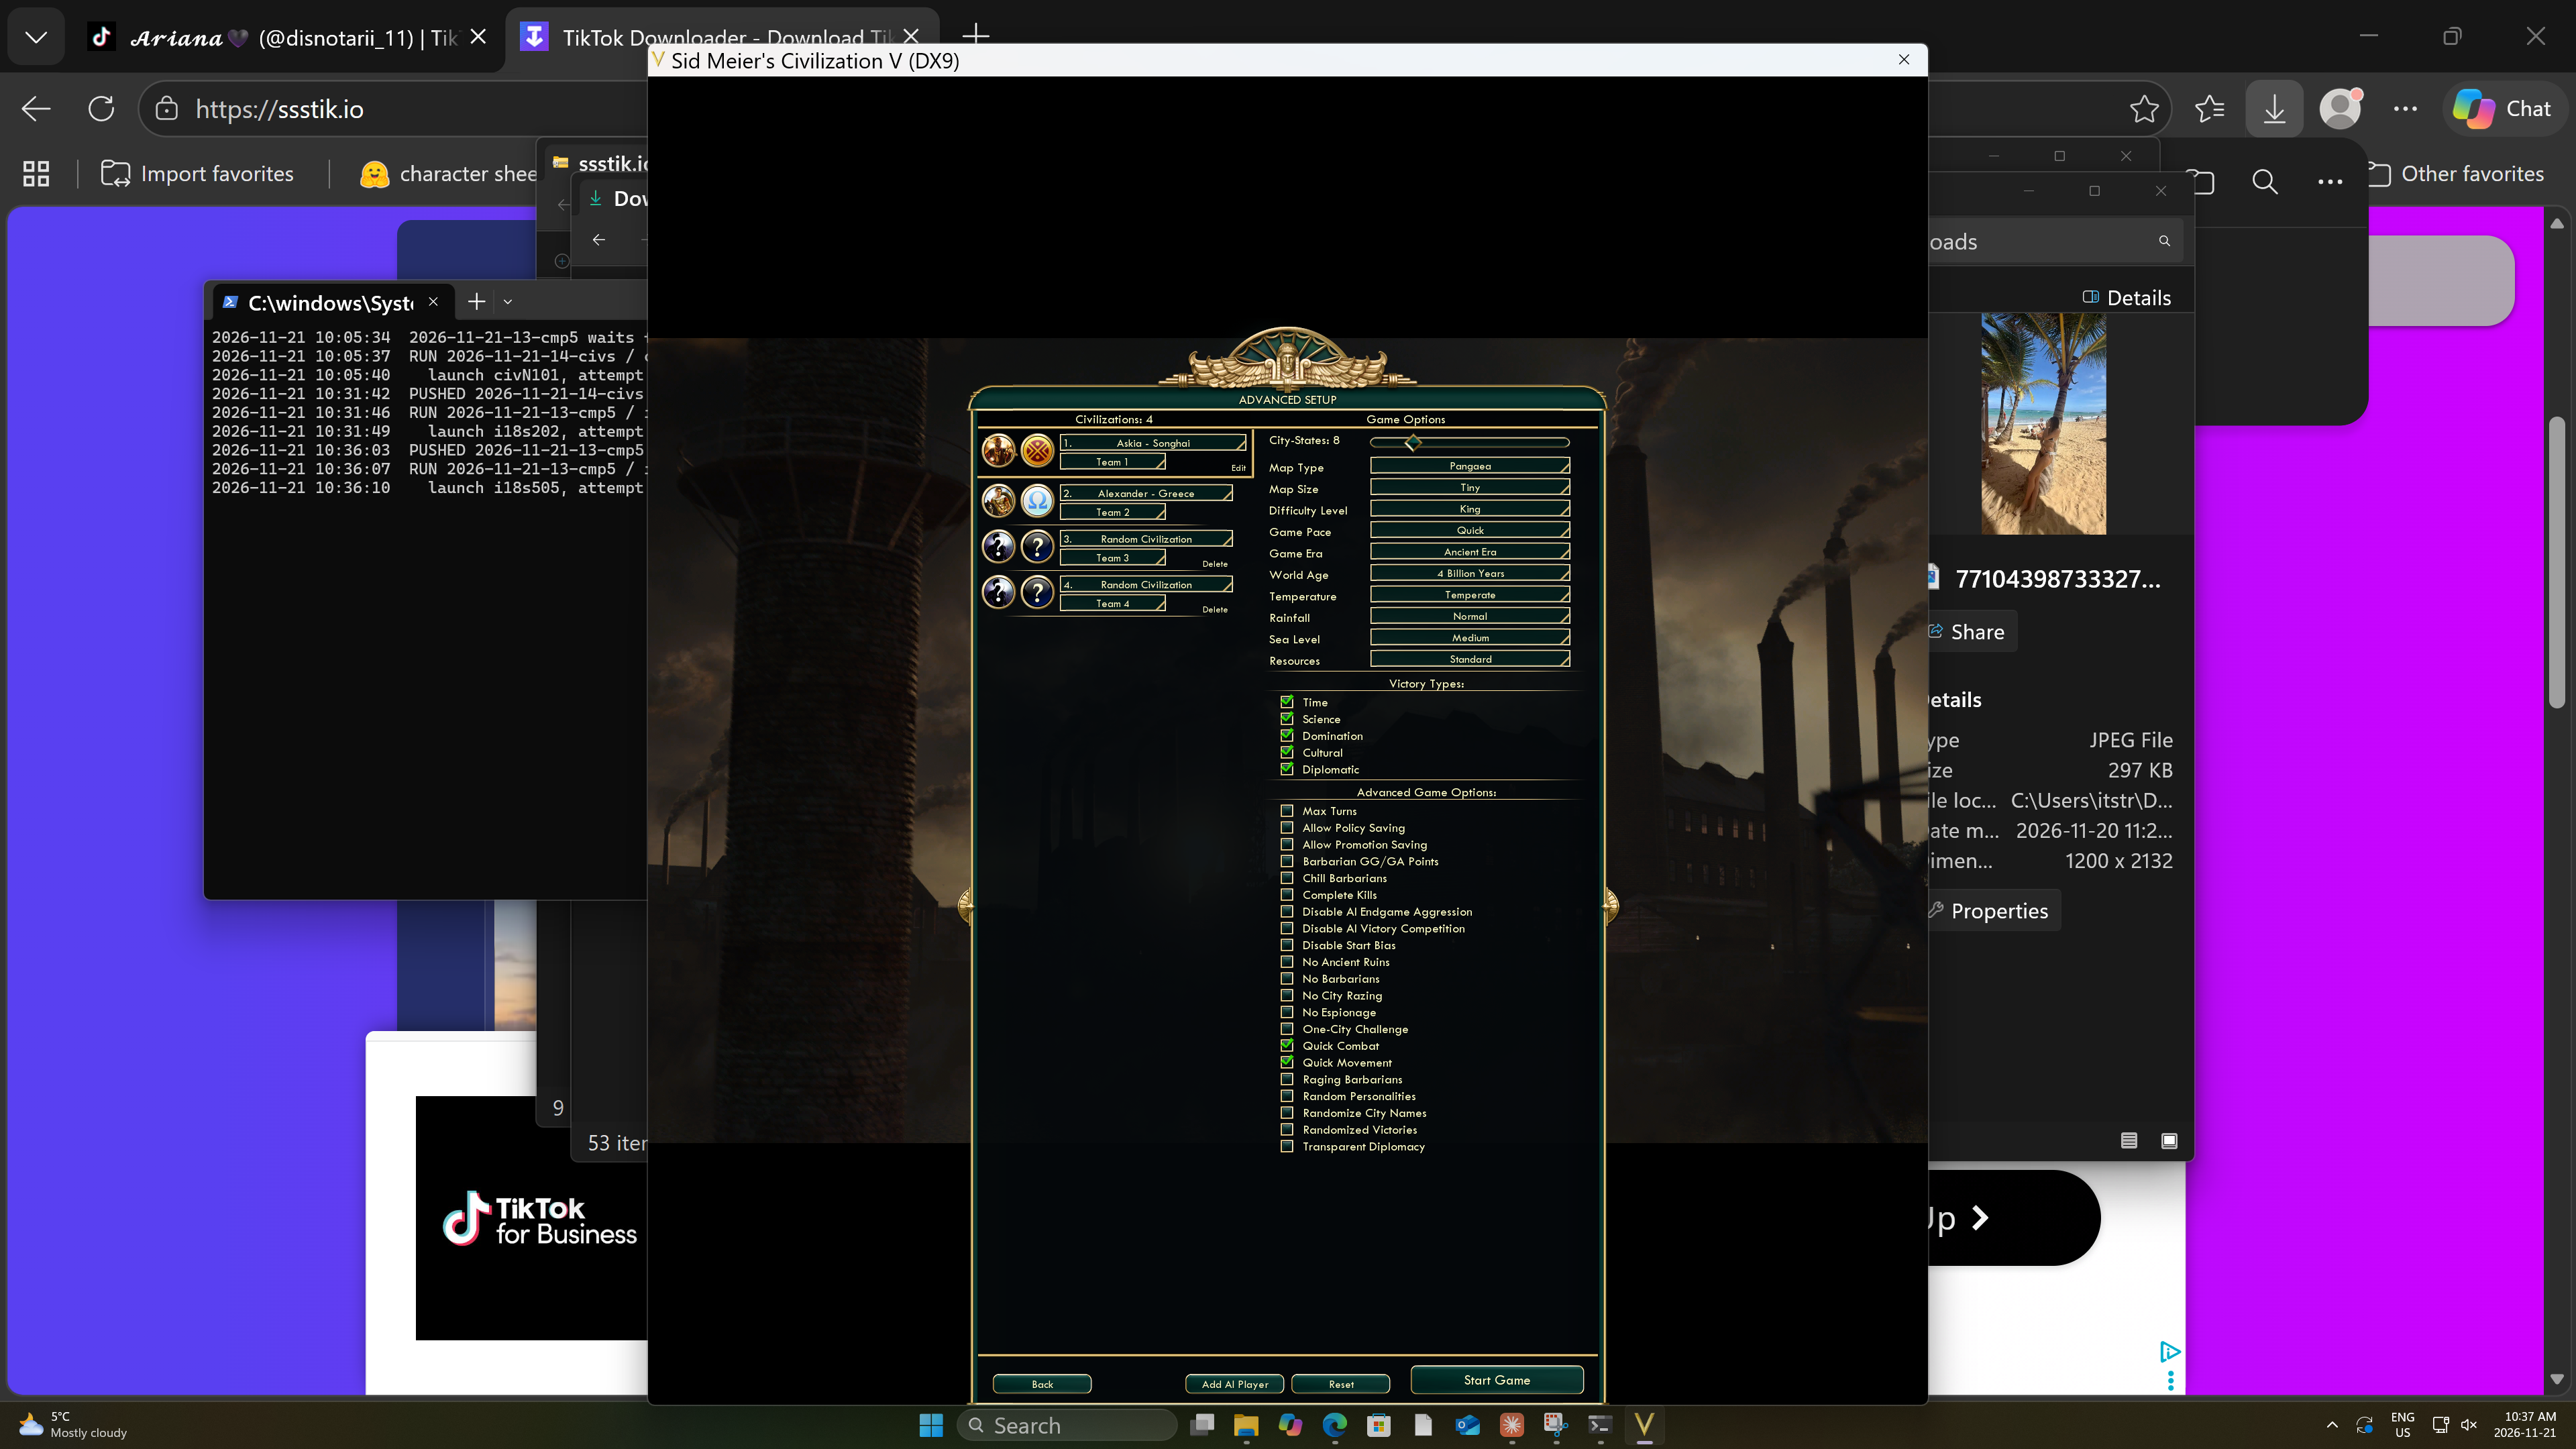 𝓐𝓻𝓲𝓪𝓷𝓪🖤 (@disnotarii_11) | Tik
TikTok Downloader - Download Tik
https://ssstik.io
Chat
Import favorites
character shee
Other favorites
ssstik.io
Dow
oads
Details
C:\windows\Syste
2026-11-21 10:05:34 2026-11-21-13-cmp5 waits
2026-11-21 10:05:37 RUN 2026-11-21-14-civs /
2026-11-21 10:05:40 launch civN101, attempt
2026-11-21 10:31:42 PUSHED 2026-11-21-14-civs
2026-11-21 10:31:46 RUN 2026-11-21-13-cmp5 /
2026-11-21 10:31:49 launch i18s202, attempt
2026-11-21 10:36:03 PUSHED 2026-11-21-13-cmp5
2026-11-21 10:36:07 RUN 2026-11-21-13-cmp5 /
2026-11-21 10:36:10 launch i18s505, attempt
Sid Meier's Civilization V (DX9)
ADVANCED SETUP
Civilizations: 4
1. Askia - Songhai
Team 1
Edit
2. Alexander - Greece
Team 2
3. Random Civilization
Team 3
Delete
4. Random Civilization
Team 4
Delete
Game Options
City-States: 8
Map Type Pangaea
Map Size Tiny
Difficulty Level King
Game Pace Quick
Game Era Ancient Era
World Age 4 Billion Years
Temperature Temperate
Rainfall Normal
Sea Level Medium
Resources Standard
Victory Types:
Time
Science
Domination
Cultural
Diplomatic
Advanced Game Options:
Max Turns
Allow Policy Saving
Allow Promotion Saving
Barbarian GG/GA Points
Chill Barbarians
Complete Kills
Disable AI Endgame Aggression
Disable AI Victory Competition
Disable Start Bias
No Ancient Ruins
No Barbarians
No City Razing
No Espionage
One-City Challenge
Quick Combat
Quick Movement
Raging Barbarians
Random Personalities
Randomize City Names
Randomized Victories
Transparent Diplomacy
Back
Add AI Player
Reset
Start Game
77104398733327...
Share
etails
ype JPEG File
ize 297 KB
ile loc... C:\Users\itstr\D...
ate m... 2026-11-20 11:2...
imen... 1200 x 2132
Properties
9
53 iter
TikTok
for Business
Up
5°C
Mostly cloudy
Search
ENG
US
10:37 AM
2026-11-21